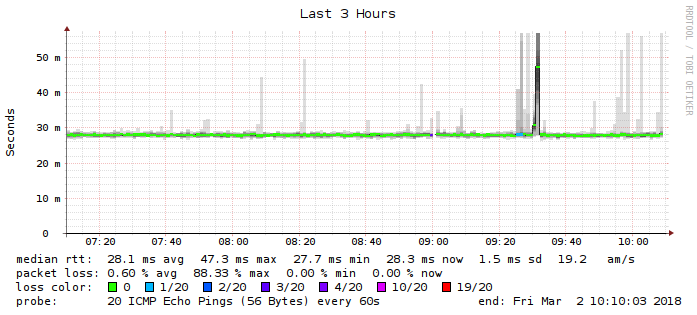 Last 3 Hours
RRDTOOL / TOBI OETIKER
Seconds
50 m
40 m
30 m
20 m
10 m
0
07:20 07:40 08:00 08:20 08:40 09:00 09:20 09:40 10:00
median rtt: 28.1 ms avg 47.3 ms max 27.7 ms min 28.3 ms now 1.5 ms sd 19.2 am/s
packet loss: 0.60 % avg 88.33 % max 0.00 % min 0.00 % now
loss color: 0 1/20 2/20 3/20 4/20 10/20 19/20
probe: 20 ICMP Echo Pings (56 Bytes) every 60s end: Fri Mar 2 10:10:03 2018